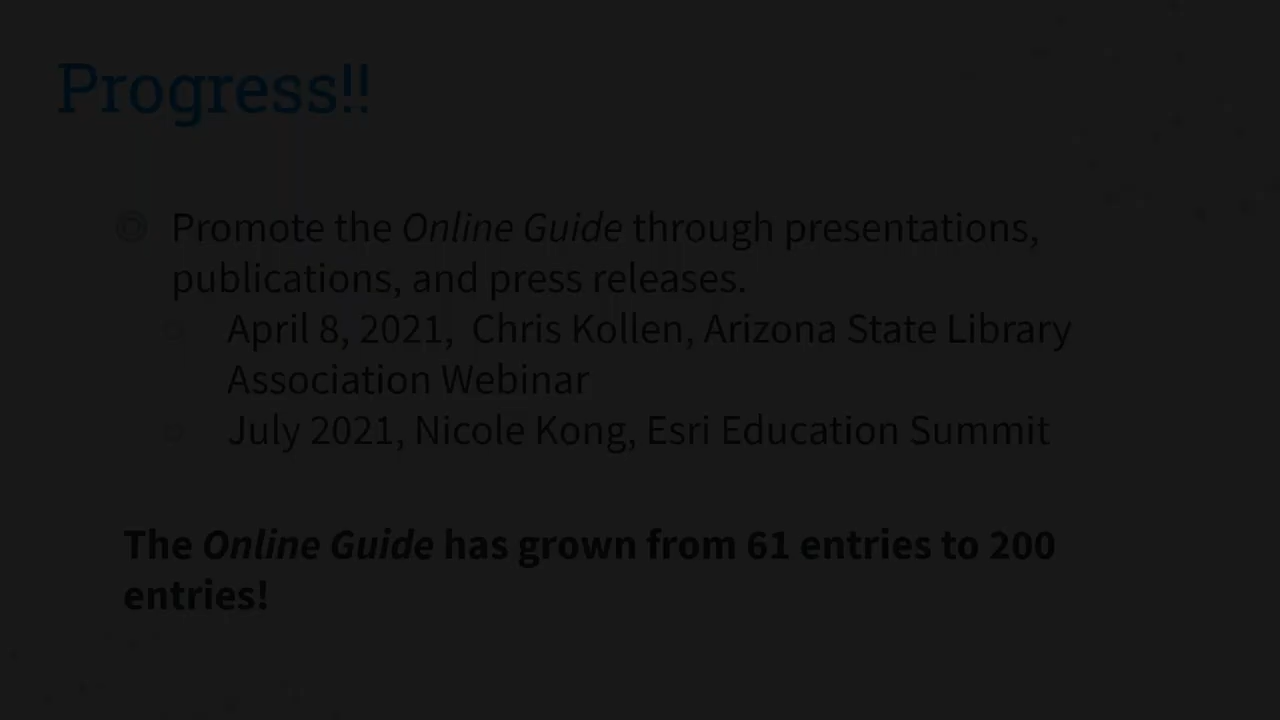 Progress!!
Promote the Online Guide through presentations,
publications, and press releases.
April 8, 2021, Chris Kollen, Arizona State Library
Association Webinar
July 2021, Nicole Kong, Esri Education Summit
The Online Guide has grown from 61 entries to 200
entries!